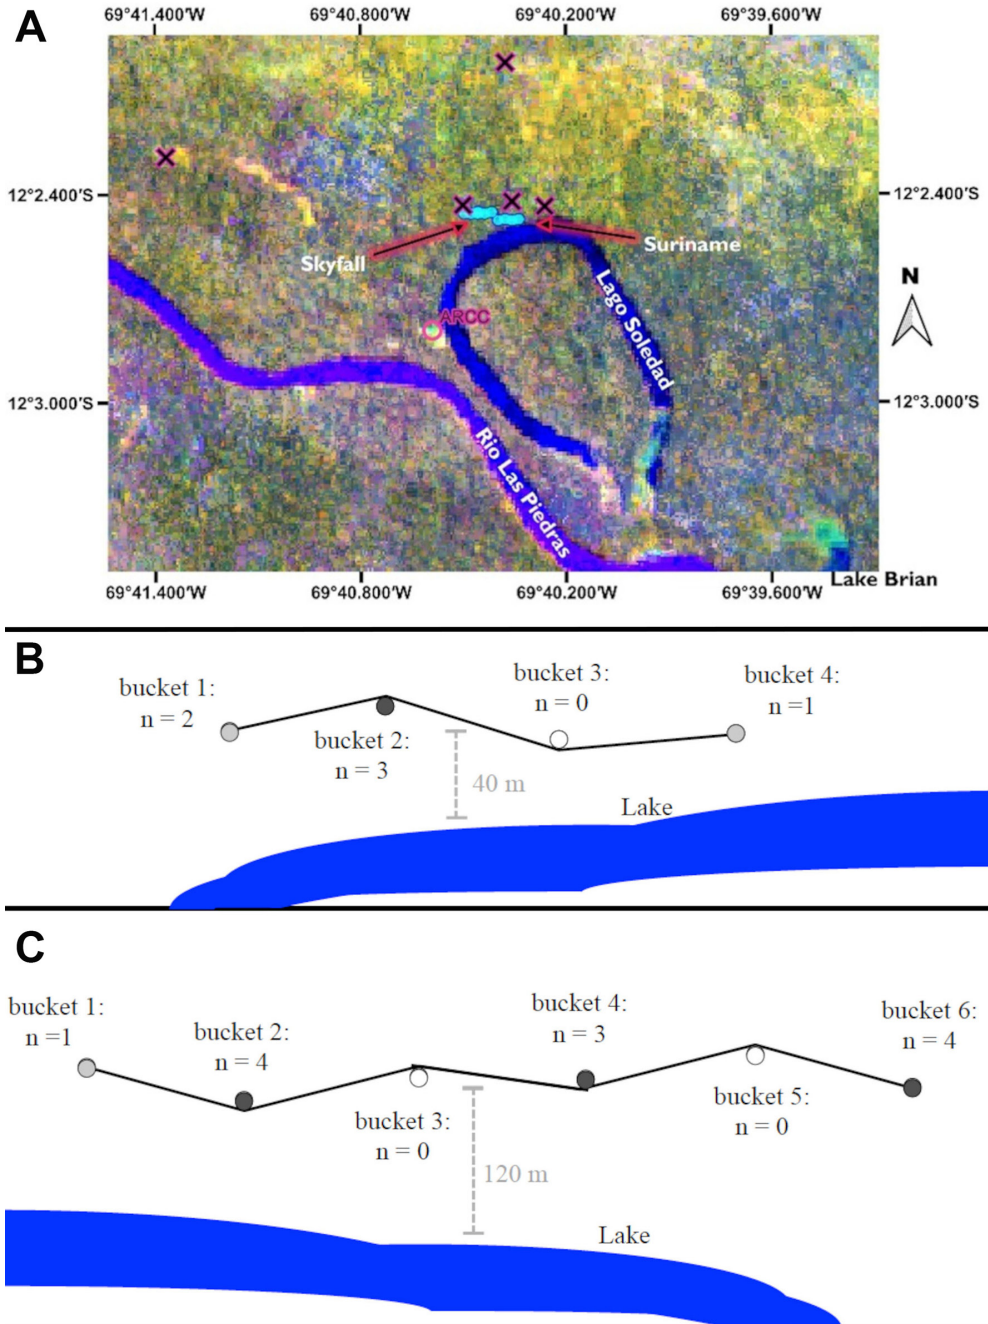 A
69°41.400'W 69°40.800'W 69°40.200'W 69°39.600'W
12°2.400'S 12°2.400'S
Skyfall
Suriname
ARCC
Lago Soledad
N
12°3.000'S 12°3.000'S
Rio Las Piedras
Lake Brian
69°41.400'W 69°40.800'W 69°40.200'W 69°39.600'W
B
bucket 1:
n = 2
bucket 2:
n = 3
bucket 3:
n = 0
bucket 4:
n =1
40 m
Lake
C
bucket 1:
n =1
bucket 2:
n = 4
bucket 3:
n = 0
bucket 4:
n = 3
bucket 5:
n = 0
bucket 6:
n = 4
120 m
Lake